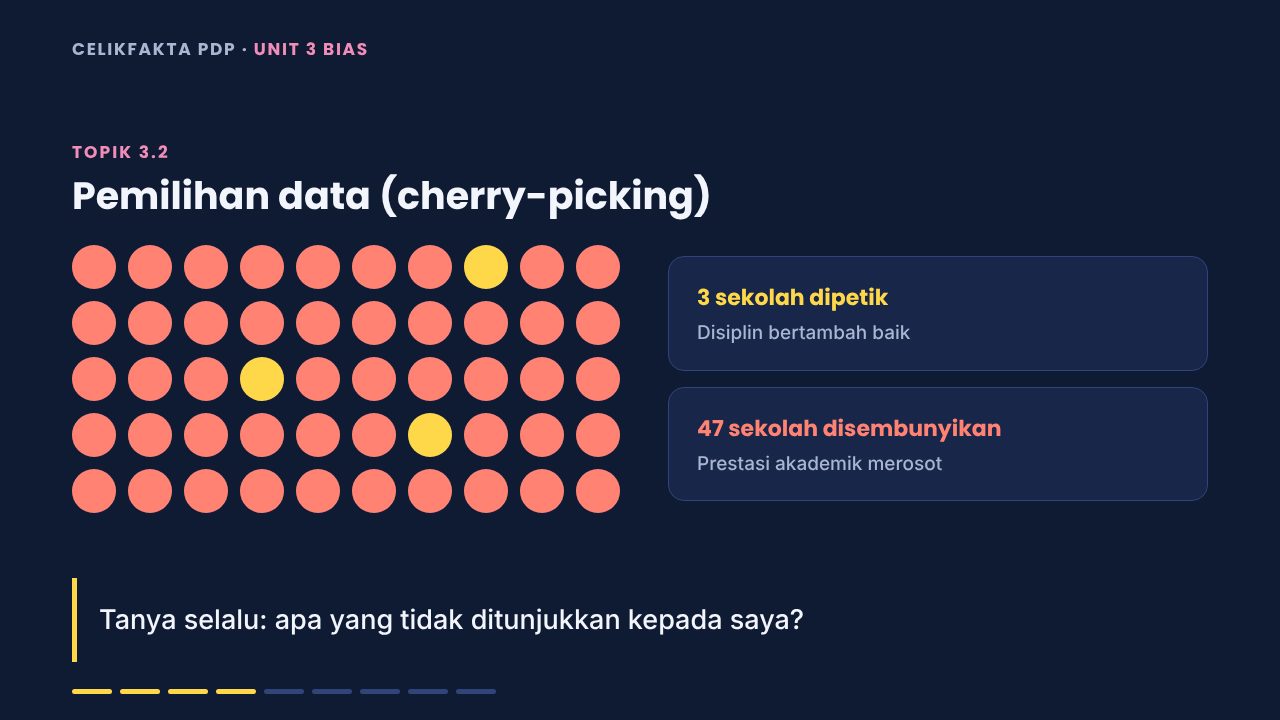 CELIKFAKTA PDP · UNIT 3 BIAS
TOPIK 3.2
Pemilihan data (cherry-picking)
3 sekolah dipetik
Disiplin bertambah baik
47 sekolah disembunyikan
Prestasi akademik merosot
Tanya selalu: apa yang tidak ditunjukkan kepada saya?